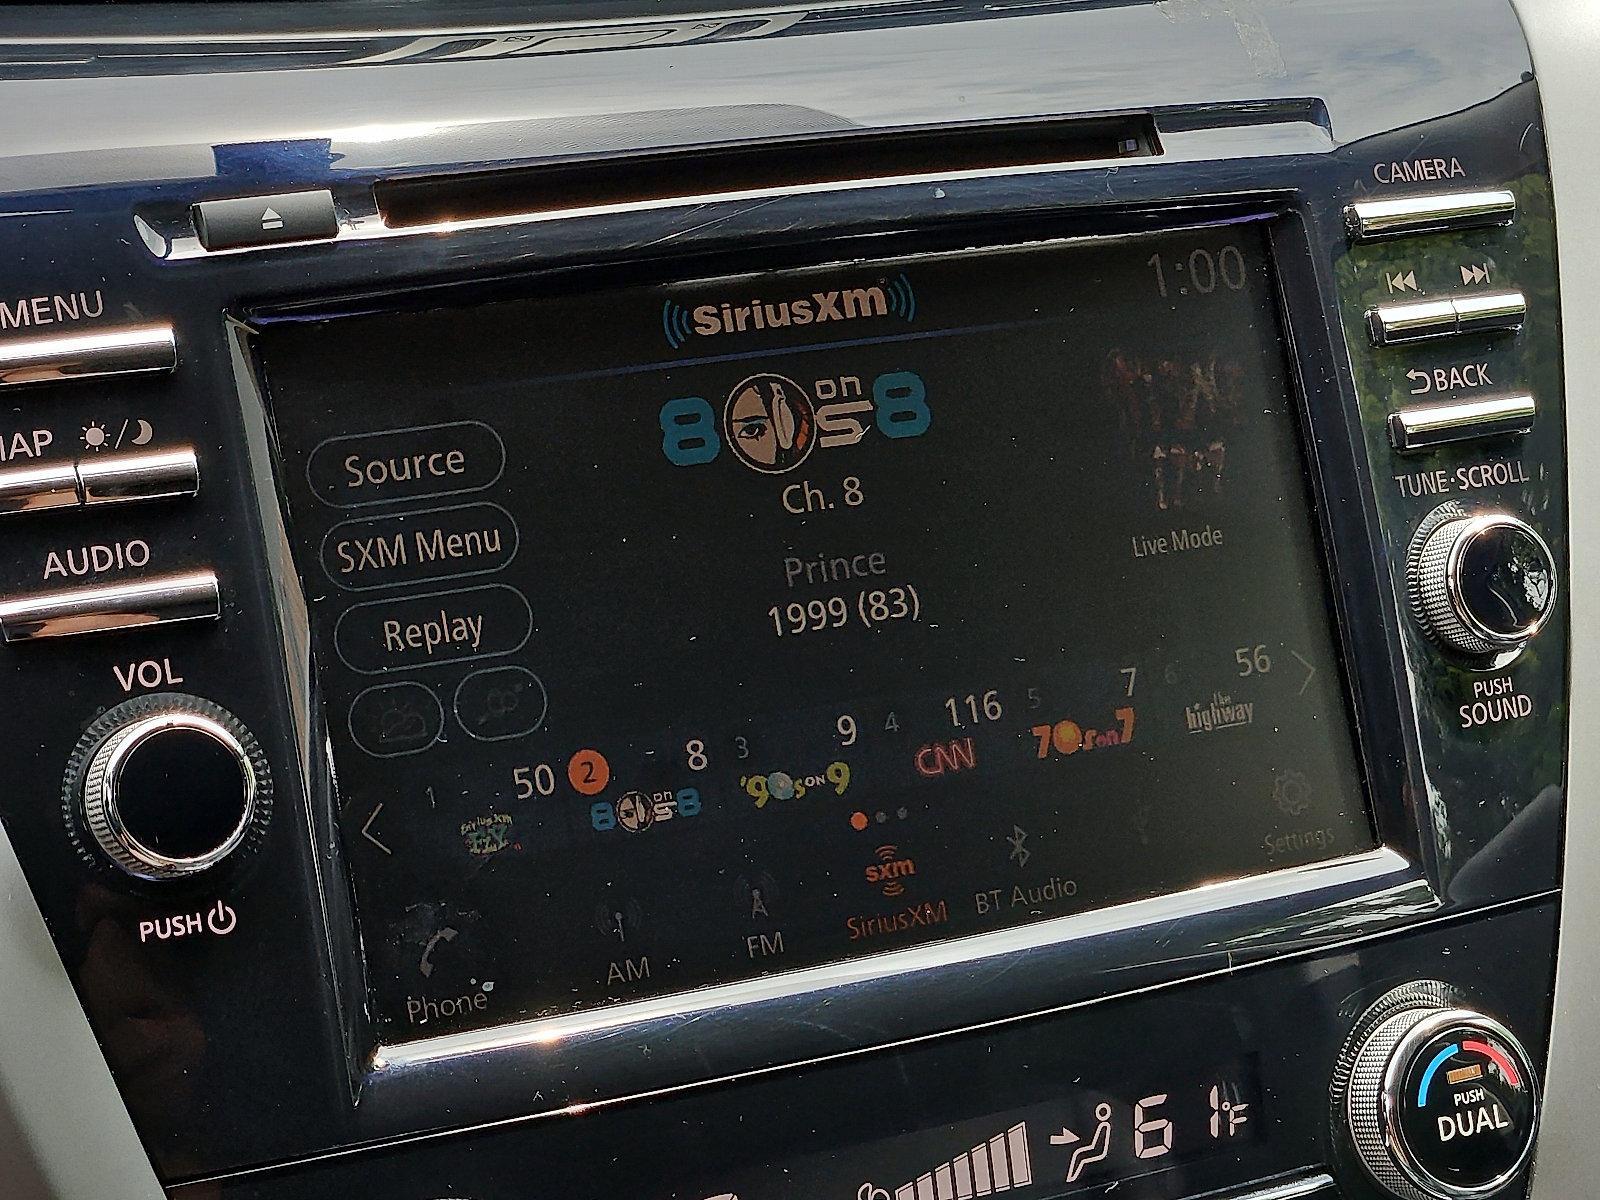 CAMERA
MENU
SiriusXm
1:00
8 0s on 8
BACK
AP
Source
Ch. 8
TUNE·SCROLL
SXM Menu
Live Mode
AUDIO
Prince
1999 (83)
Replay
VOL
PUSH
SOUND
1 50 2 8 3 9 4 116 5 7 6 56
80s on 8 '90s ON 9 CNN 70s on 7 the highway
sxm
Settings
Phone AM FM SiriusXM BT Audio
PUSH
61°F
PUSH
DUAL